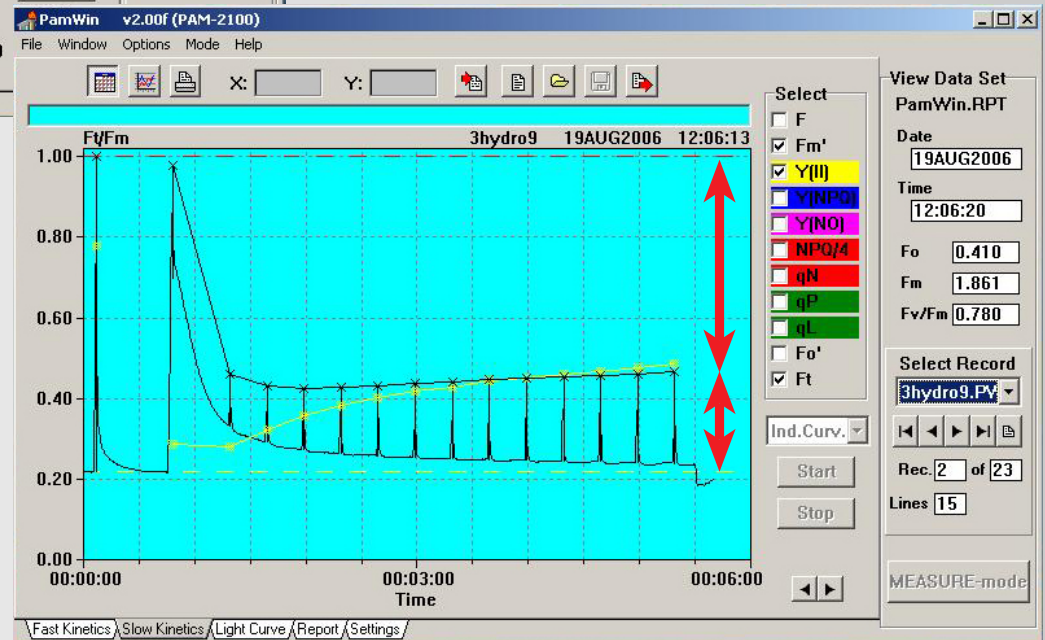 PamWin v2.00f (PAM-2100)
File Window Options Mode Help
X: Y:
Ft/Fm 3hydro9 19AUG2006 12:06:13
1.00
0.80
0.60
0.40
0.20
0.00
00:00:00 00:03:00 00:06:00
Time
Select
F
Fm'
Y(II)
Y(NPQ)
Y(NO)
NPQ/4
qN
qP
qL
Fo'
Ft
Ind.Curv.
Start
Stop
View Data Set
PamWin.RPT
Date
19AUG2006
Time
12:06:20
Fo 0.410
Fm 1.861
Fv/Fm 0.780
Select Record
3hydro9.PV
Rec. 2 of 23
Lines 15
MEASURE-mode
Fast Kinetics Slow Kinetics Light Curve Report Settings